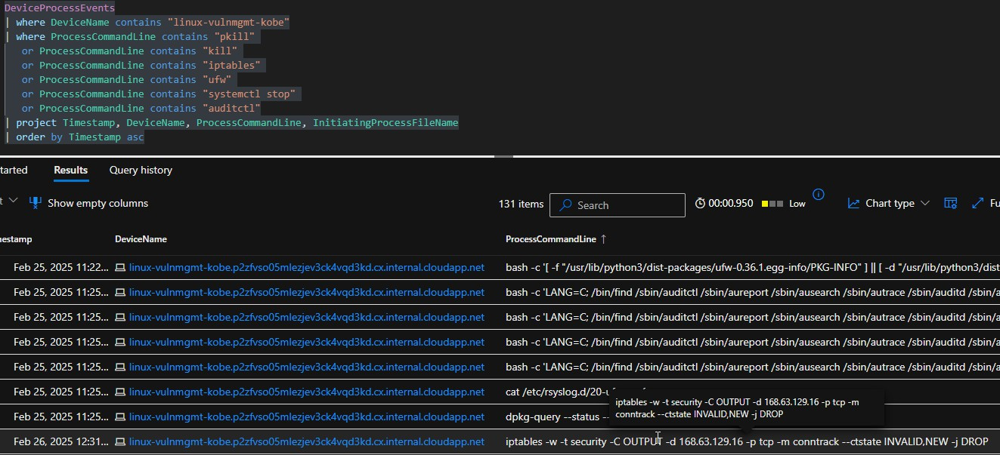 DeviceProcessEvents
| where DeviceName contains "linux-vulnmgmt-kobe"
| where ProcessCommandLine contains "pkill"
or ProcessCommandLine contains "kill"
or ProcessCommandLine contains "iptables"
or ProcessCommandLine contains "ufw"
or ProcessCommandLine contains "systemctl stop"
or ProcessCommandLine contains "auditctl"
| project Timestamp, DeviceName, ProcessCommandLine, InitiatingProcessFileName
| order by Timestamp asc
tarted Results Query history
t Show empty columns 131 items Search 00:00.950 Low Chart type Fu
nestamp DeviceName ProcessCommandLine ↑
Feb 25, 2025 11:22... linux-vulnmgmt-kobe.p2zfvso05mlezjev3ck4vqd3kd.cx.internal.cloudapp.net bash -c '[ -f "/usr/lib/python3/dist-packages/ufw-0.36.1.egg-info/PKG-INFO" ] || [ -d "/usr/lib/python3/dist
Feb 25, 2025 11:25... linux-vulnmgmt-kobe.p2zfvso05mlezjev3ck4vqd3kd.cx.internal.cloudapp.net bash -c 'LANG=C; /bin/find /sbin/auditctl /sbin/aureport /sbin/ausearch /sbin/autrace /sbin/auditd /sbin/a
Feb 25, 2025 11:25... linux-vulnmgmt-kobe.p2zfvso05mlezjev3ck4vqd3kd.cx.internal.cloudapp.net bash -c 'LANG=C; /bin/find /sbin/auditctl /sbin/aureport /sbin/ausearch /sbin/autrace /sbin/auditd /sbin/a
Feb 25, 2025 11:25... linux-vulnmgmt-kobe.p2zfvso05mlezjev3ck4vqd3kd.cx.internal.cloudapp.net bash -c 'LANG=C; /bin/find /sbin/auditctl /sbin/aureport /sbin/ausearch /sbin/autrace /sbin/auditd /sbin/a
Feb 25, 2025 11:25... linux-vulnmgmt-kobe.p2zfvso05mlezjev3ck4vqd3kd.cx.internal.cloudapp.net bash -c 'LANG=C; /bin/find /sbin/auditctl /sbin/aureport /sbin/ausearch /sbin/autrace /sbin/auditd /sbin/a
Feb 25, 2025 11:25... linux-vulnmgmt-kobe.p2zfvso05mlezjev3ck4vqd3kd.cx.internal.cloudapp.net cat /etc/rsyslog.d/20-u
iptables -w -t security -C OUTPUT -d 168.63.129.16 -p tcp -m
conntrack --ctstate INVALID,NEW -j DROP
Feb 25, 2025 11:25... linux-vulnmgmt-kobe.p2zfvso05mlezjev3ck4vqd3kd.cx.internal.cloudapp.net dpkg-query --status --
Feb 26, 2025 12:31... linux-vulnmgmt-kobe.p2zfvso05mlezjev3ck4vqd3kd.cx.internal.cloudapp.net iptables -w -t security -C OUTPUT -d 168.63.129.16 -p tcp -m conntrack --ctstate INVALID,NEW -j DROP